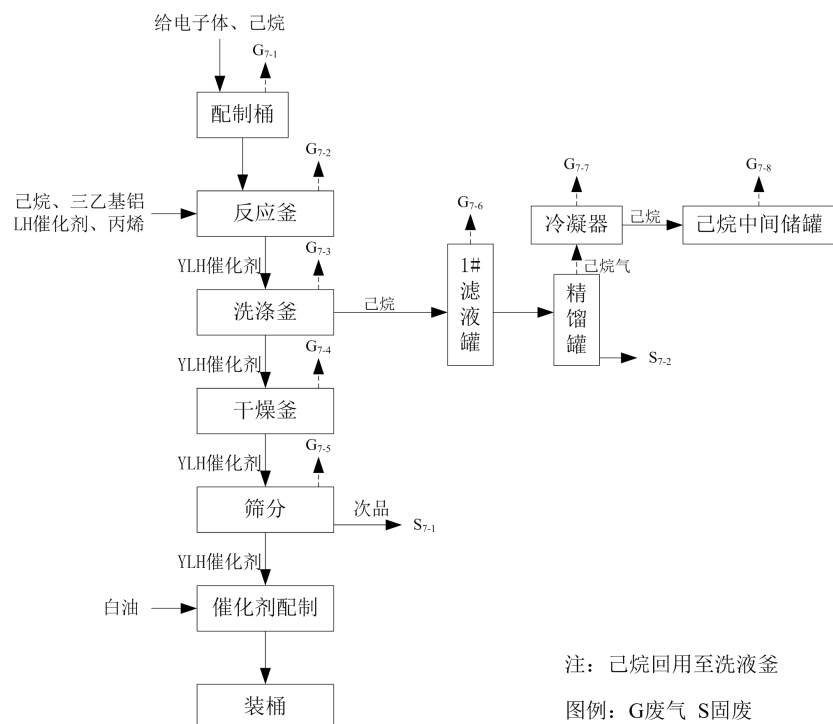 给电子体、己烷
G7-1
配制桶
G7-2
己烷、三乙基铝
LH催化剂、丙烯
反应釜
YLH催化剂
G7-3
洗涤釜
己烷
G7-6
1#滤液罐
G7-7
冷凝器
己烷
G7-8
己烷中间储罐
己烷气
精馏罐
S7-2
YLH催化剂
G7-4
干燥釜
YLH催化剂
G7-5
筛分
次品
S7-1
YLH催化剂
白油
催化剂配制
装桶
注：己烷回用至洗液釜
图例：G废气 S固废